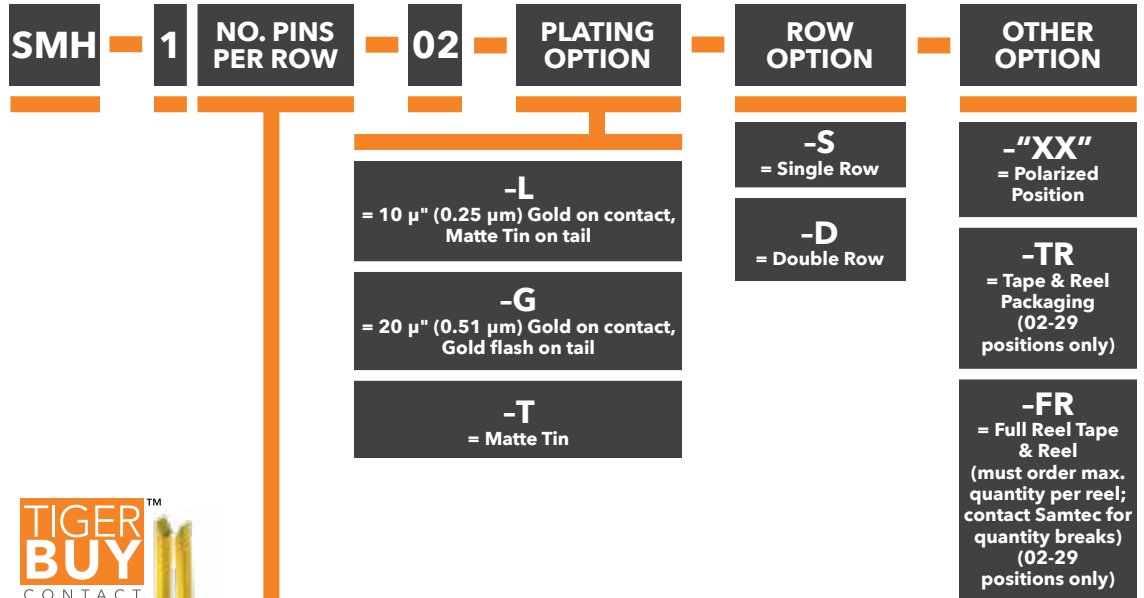 SMH
1
NO. PINS
PER ROW
02
PLATING
OPTION
ROW
OPTION
OTHER
OPTION
–L
= 10 µ" (0.25 µm) Gold on contact,
Matte Tin on tail
–G
= 20 µ" (0.51 µm) Gold on contact,
Gold flash on tail
–T
= Matte Tin
–S
= Single Row
–D
= Double Row
–“XX”
= Polarized
Position
–TR
= Tape & Reel
Packaging
(02-29
positions only)
–FR
= Full Reel Tape
& Reel
(must order max.
quantity per reel;
contact Samtec for
quantity breaks)
(02-29
positions only)
TIGER™
BUY
CONTACT